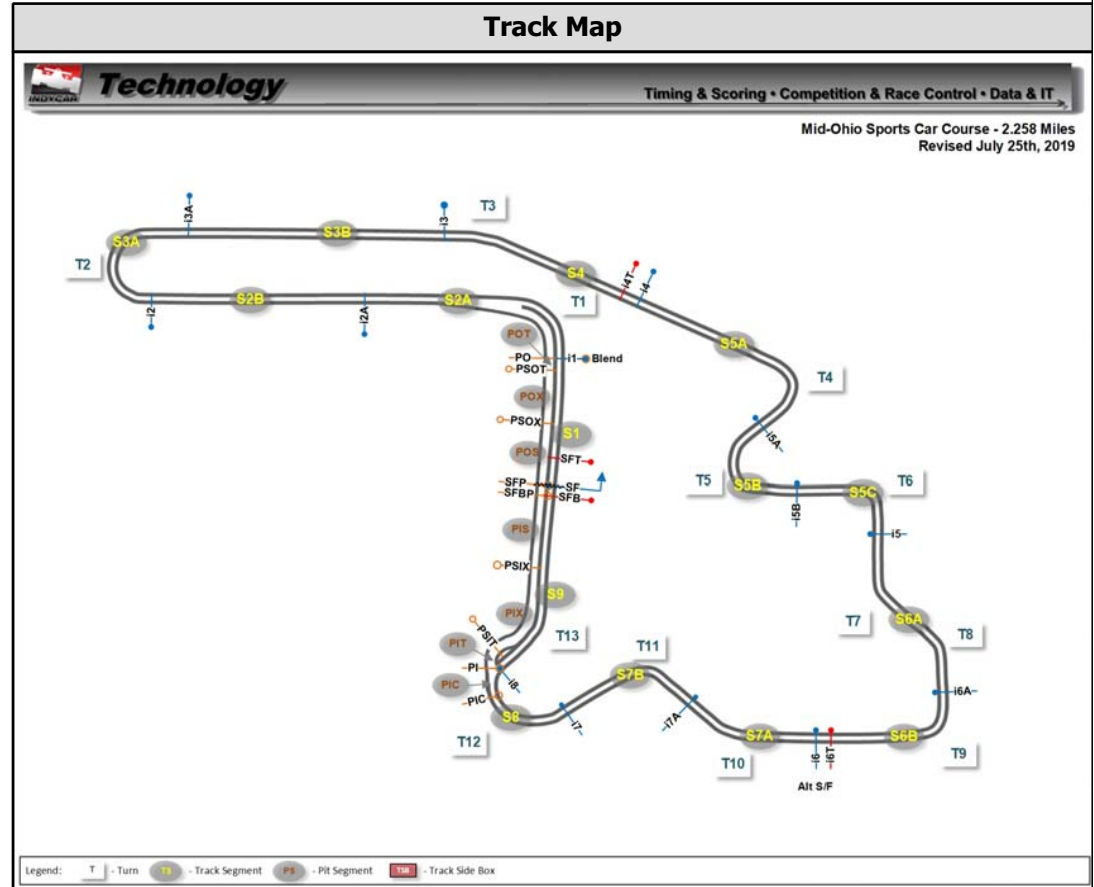 Track Map
INDYCAR
Technology
Timing & Scoring • Competition & Race Control • Data & IT
Mid-Ohio Sports Car Course - 2.258 Miles
Revised July 25th, 2019
i3A
i3
T3
S3A
S3B
T2
S4
i4T
i4
T1
i2
S2B
i2A
S2A
POT
PO
i1
Blend
PSOT
S5A
T4
POX
PSOX
S1
i5A
POS
SFT
SFP
SF
SFBP
SFB
T5
S5B
i5B
S5C
T6
PIS
i5
PSIX
S9
PIX
T7
S6A
T8
PSIT
T13
T11
PIT
PI
i8
S7B
PIC
PIC
i7
i7A
i6A
S8
T12
S7A
T10
i6
i6T
S6B
T9
Alt S/F
Legend: T - Turn TS - Track Segment PS - Pit Segment TSB - Track Side Box